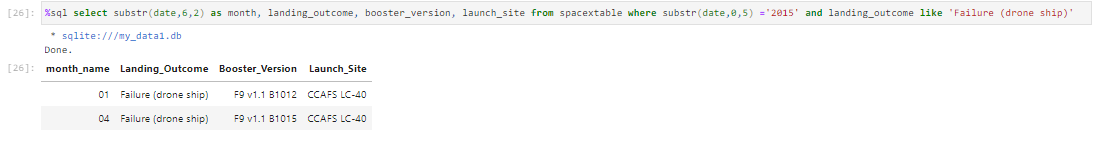 [26]: %sql select substr(date,6,2) as month, landing_outcome, booster_version, launch_site from spacextable where substr(date,0,5) ='2015' and landing_outcome like 'Failure (drone ship)'
* sqlite:///my_data1.db
Done.
[26]: month_name Landing_Outcome Booster_Version Launch_Site
01 Failure (drone ship) F9 v1.1 B1012 CCAFS LC-40
04 Failure (drone ship) F9 v1.1 B1015 CCAFS LC-40